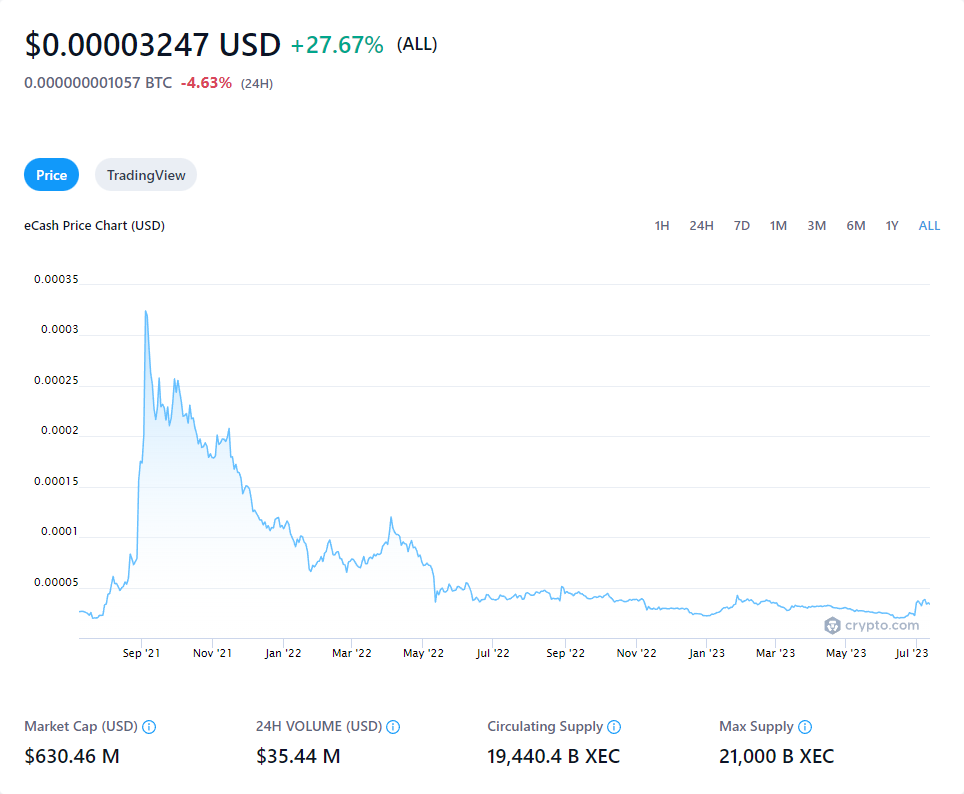 $0.00003247 USD +27.67% (ALL)
0.000000001057 BTC -4.63% (24H)
Price TradingView
eCash Price Chart (USD) 1H 24H 7D 1M 3M 6M 1Y ALL
0.00035
0.0003
0.00025
0.0002
0.00015
0.0001
0.00005
crypto.com
Sep '21 Nov '21 Jan '22 Mar '22 May '22 Jul '22 Sep '22 Nov '22 Jan '23 Mar '23 May '23 Jul '23
Market Cap (USD) 24H VOLUME (USD) Circulating Supply Max Supply
$630.46 M $35.44 M 19,440.4 B XEC 21,000 B XEC